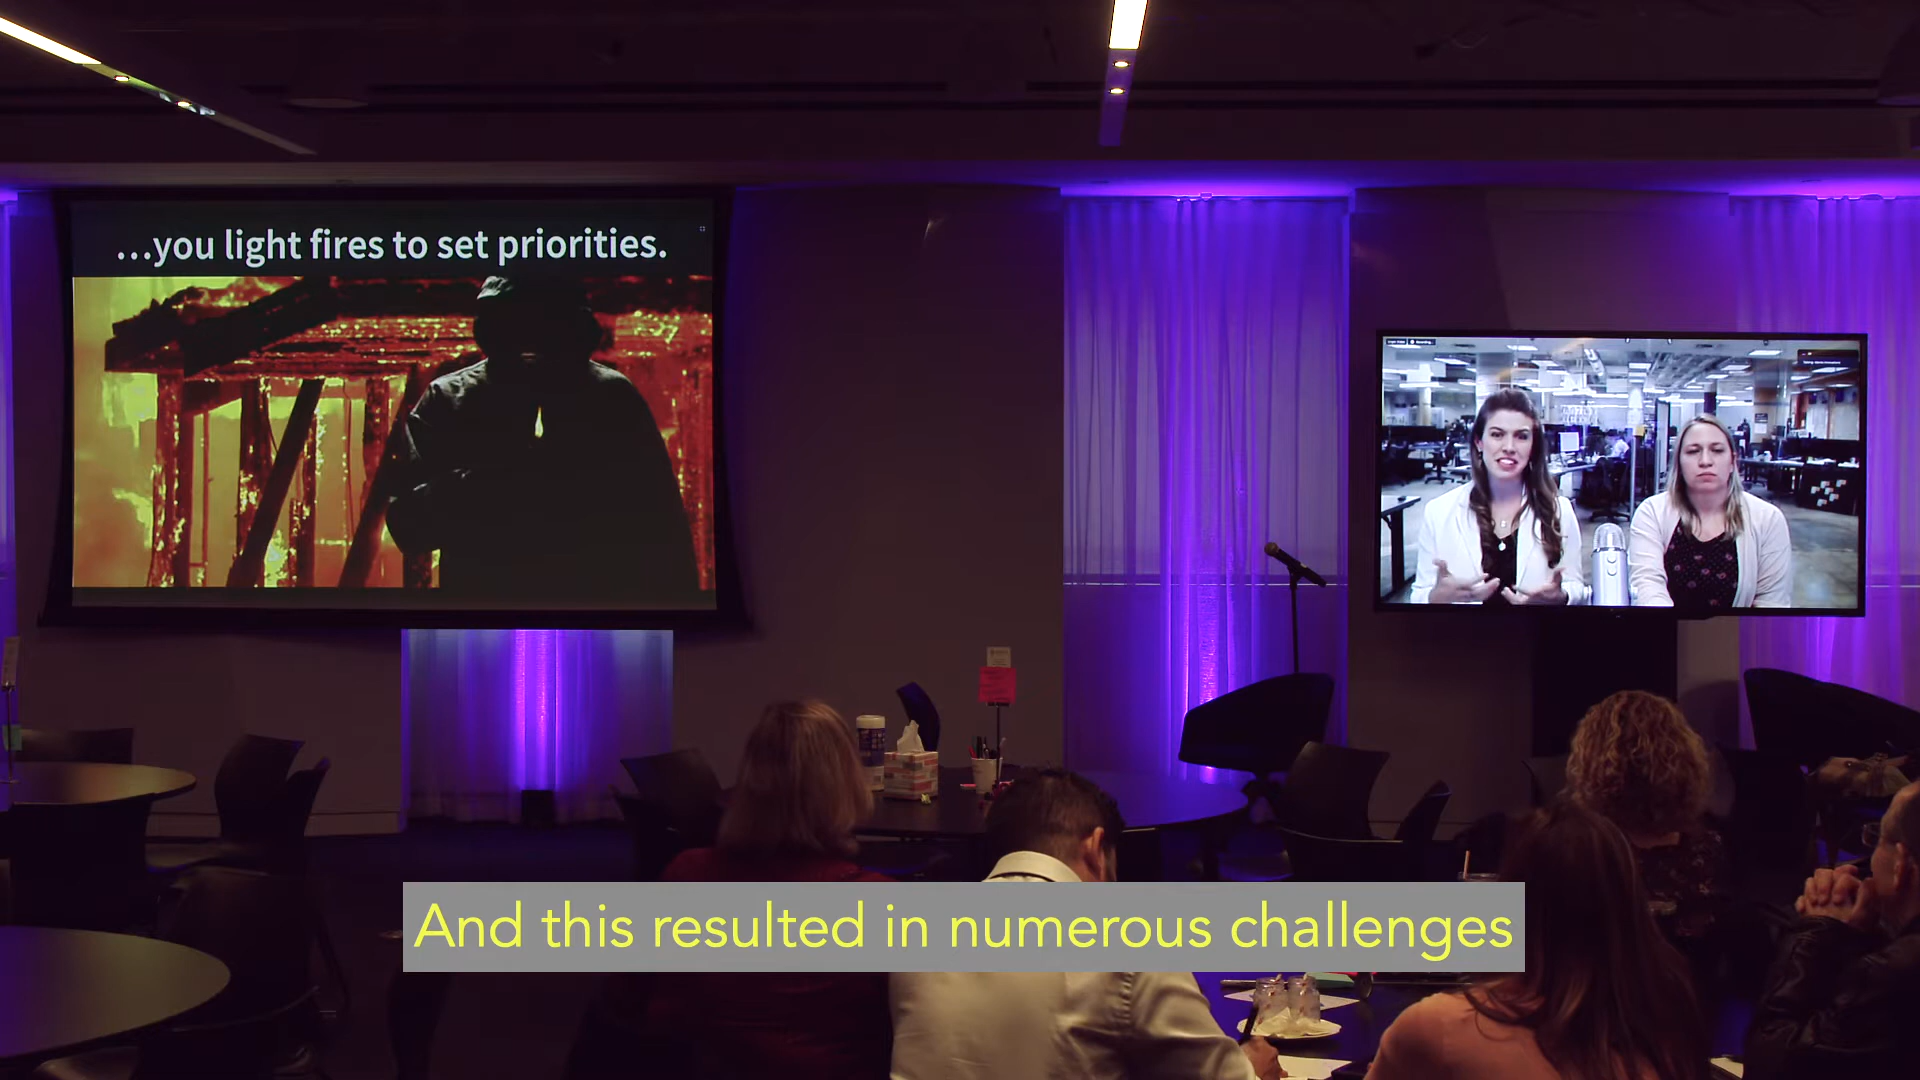 ...you light fires to set priorities.
And this resulted in numerous challenges